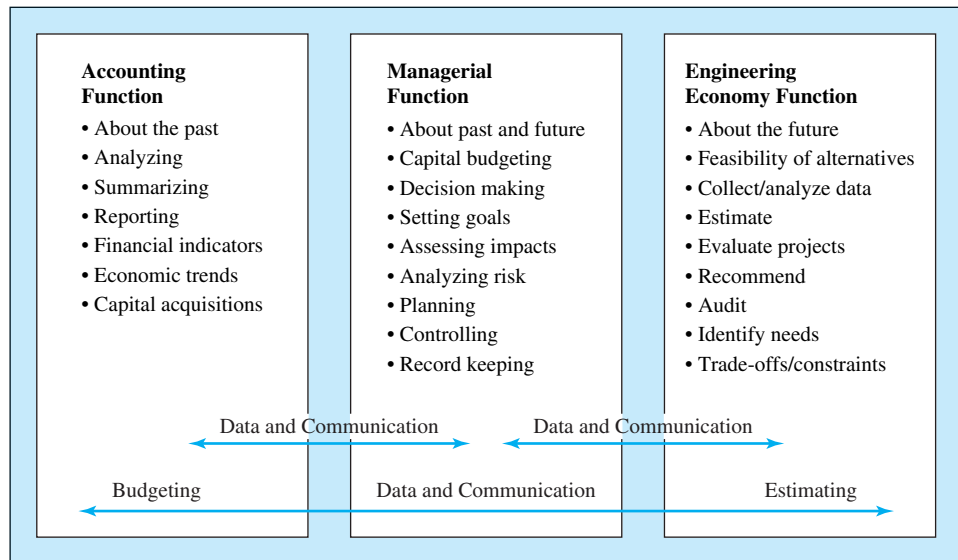 Accounting
Function
• About the past
• Analyzing
• Summarizing
• Reporting
• Financial indicators
• Economic trends
• Capital acquisitions
Managerial
Function
• About past and future
• Capital budgeting
• Decision making
• Setting goals
• Assessing impacts
• Analyzing risk
• Planning
• Controlling
• Record keeping
Engineering
Economy Function
• About the future
• Feasibility of alternatives
• Collect/analyze data
• Estimate
• Evaluate projects
• Recommend
• Audit
• Identify needs
• Trade-offs/constraints
Data and Communication
Data and Communication
Budgeting
Data and Communication
Estimating